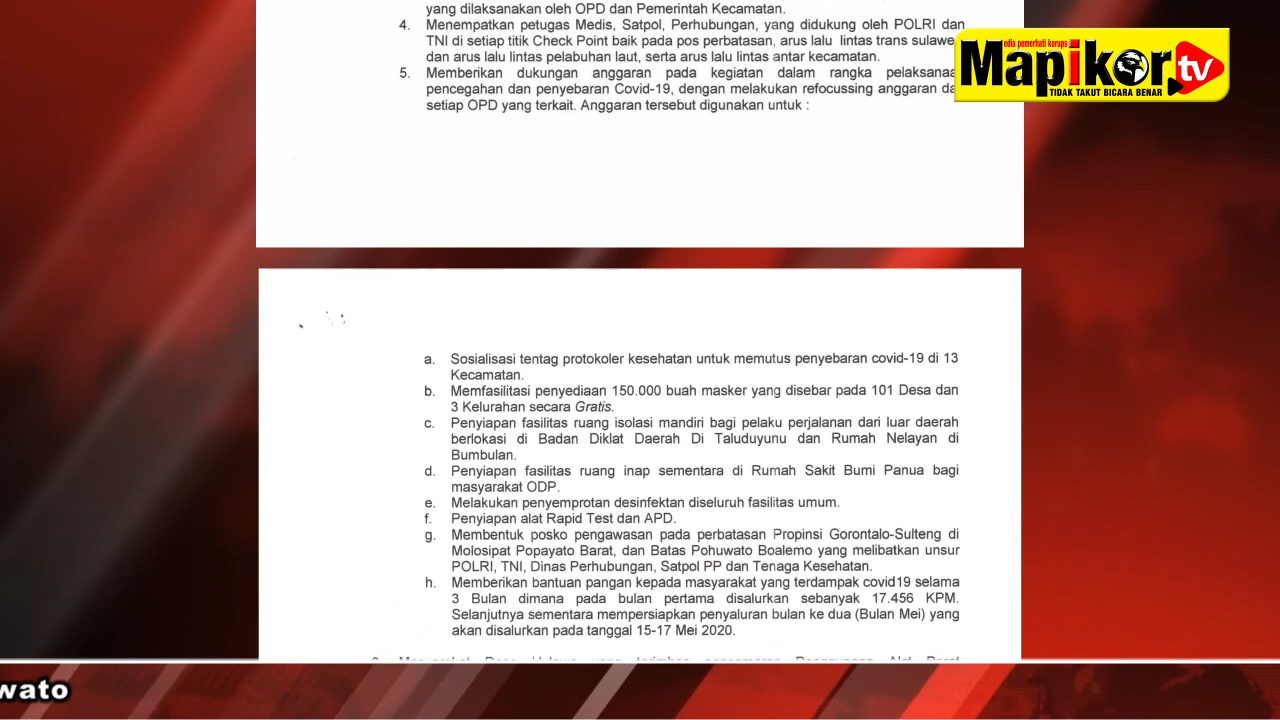 yang dilaksanakan oleh OPD dan Pemerintah Kecamatan.
4. Menempatkan petugas Medis, Satpol, Perhubungan, yang didukung oleh POLRI dan
TNI di setiap titik Check Point baik pada pos perbatasan, arus lalu lintas trans
dan arus lalu lintas pelabuhan laut, serta arus lalu lintas antar kecamatan.
5. Memberikan dukungan anggaran pada kegiatan dalam rangka
pencegahan dan penyebaran Covid-19, dengan melakukan refocussing anggaran
setiap OPD yang terkait. Anggaran tersebut digunakan untuk :
Media pemerhati korups
Mapikor tv
TIDAK TAKUT BICARA BENAR
a. Sosialisasi tentag protokoler kesehatan untuk memutus penyebaran covid-19 di 13
Kecamatan.
b. Memfasilitasi penyediaan 150.000 buah masker yang disebar pada 101 Desa dan
3 Kelurahan secara Gratis.
c. Penyiapan fasilitas ruang isolasi mandiri bagi pelaku perjalanan dari luar daerah
berlokasi di Badan Diklat Daerah Di Taluduyunu dan Rumah Nelayan di
Bumbulan.
d. Penyiapan fasilitas ruang inap sementara di Rumah Sakit Bumi Panua bagi
masyarakat ODP.
e. Melakukan penyemprotan desinfektan diseluruh fasilitas umum.
f. Penyiapan alat Rapid Test dan APD.
g. Membentuk posko pengawasan pada perbatasan Propinsi Gorontalo-Sulteng di
Molosipat Popayato Barat, dan Batas Pohuwato Boalemo yang melibatkan unsur
POLRI, TNI, Dinas Perhubungan, Satpol PP dan Tenaga Kesehatan.
h. Memberikan bantuan pangan kepada masyarakat yang terdampak covid19 selama
3 Bulan dimana pada bulan pertama disalurkan sebanyak 17.456 KPM.
Selanjutnya sementara mempersiapkan penyaluran bulan ke dua (Bulan Mei) yang
akan disalurkan pada tanggal 15-17 Mei 2020.
wato